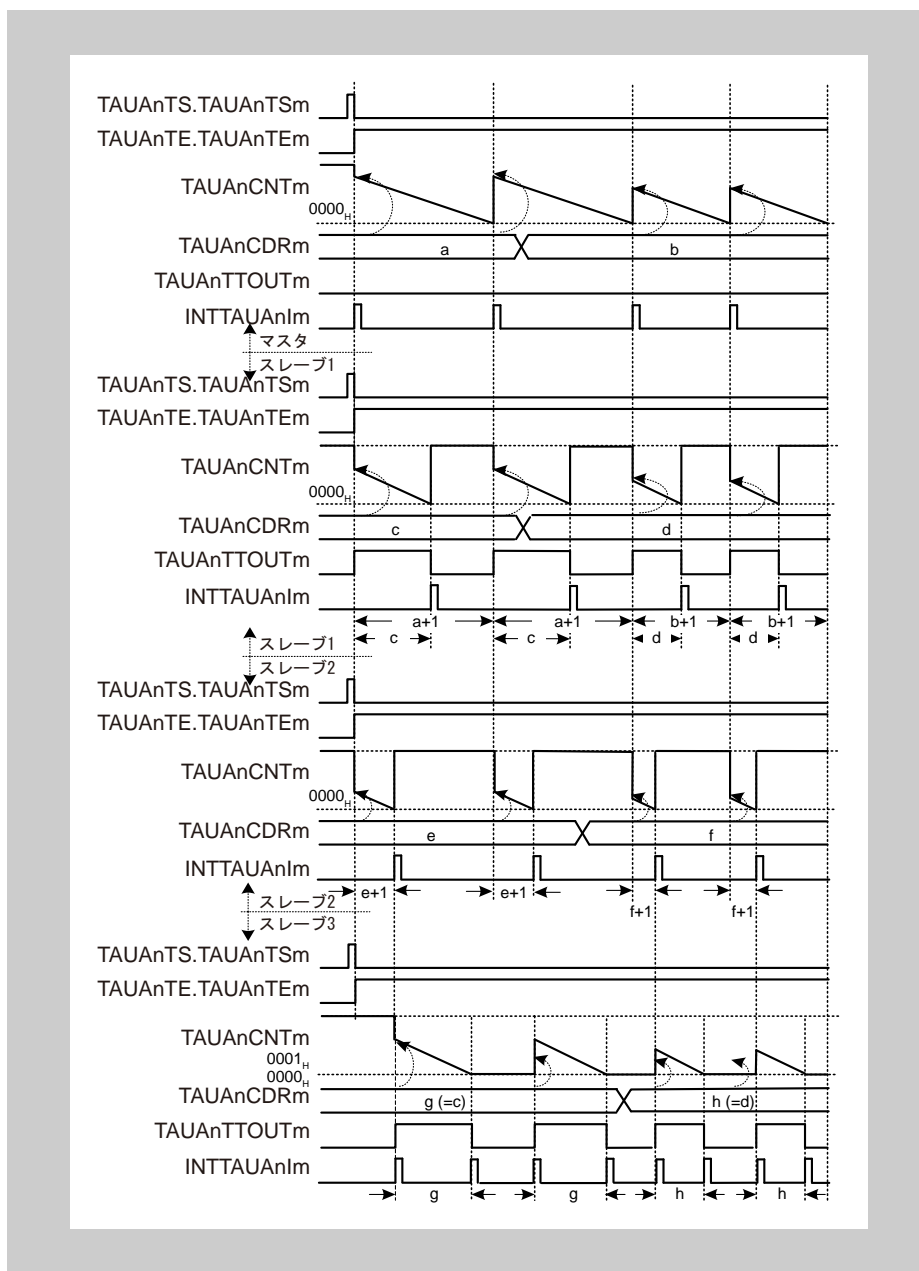 TAUAnTS.TAUAnTSm
TAUAnTE.TAUAnTEm
TAUAnCNTm
0000H
TAUAnCDRm
a
b
TAUAnTTOUTm
INTTAUAnIm
マスタ
スレーブ1
TAUAnTS.TAUAnTSm
TAUAnTE.TAUAnTEm
TAUAnCNTm
0000H
TAUAnCDRm
c
d
TAUAnTTOUTm
INTTAUAnIm
a+1 a+1 b+1 b+1
c c d d
スレーブ1
スレーブ2
TAUAnTS.TAUAnTSm
TAUAnTE.TAUAnTEm
TAUAnCNTm
0000H
TAUAnCDRm
e
f
INTTAUAnIm
e+1 e+1 f+1 f+1
スレーブ2
スレーブ3
TAUAnTS.TAUAnTSm
TAUAnTE.TAUAnTEm
TAUAnCNTm
0001H
0000H
TAUAnCDRm
g (=c)
h (=d)
TAUAnTTOUTm
INTTAUAnIm
g g h h